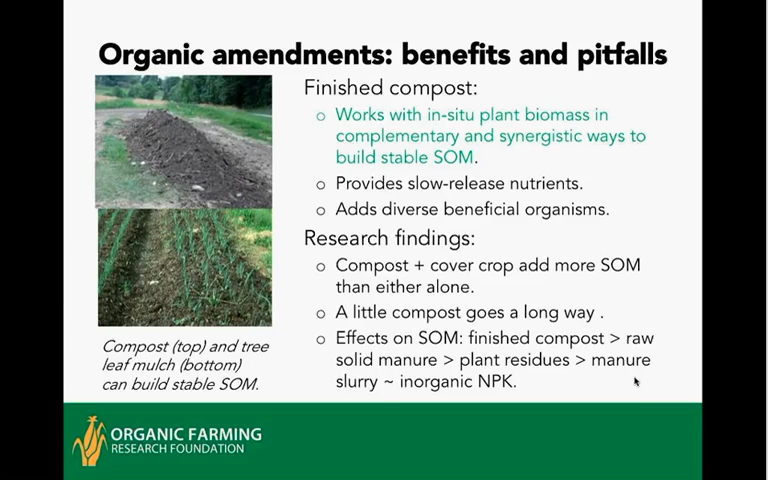 Organic amendments: benefits and pitfalls
Finished compost:
o Works with in-situ plant biomass in
complementary and synergistic ways to
build stable SOM.
o Provides slow-release nutrients.
o Adds diverse beneficial organisms.
Research findings:
o Compost + cover crop add more SOM
than either alone.
o A little compost goes a long way .
o Effects on SOM: finished compost > raw
solid manure > plant residues > manure
slurry ~ inorganic NPK.
Compost (top) and tree
leaf mulch (bottom)
can build stable SOM.
ORGANIC FARMING
RESEARCH FOUNDATION